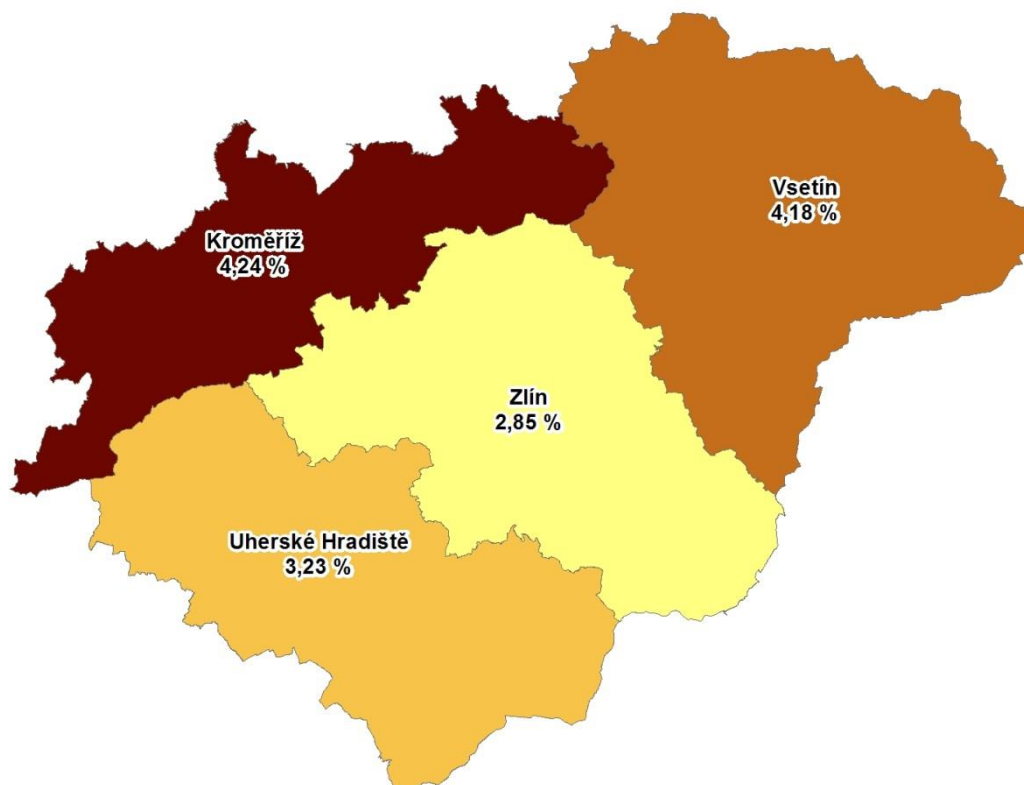 Vsetín
4,18 %
Kroměříž
4,24 %
Zlín
2,85 %
Uherské Hradiště
3,23 %